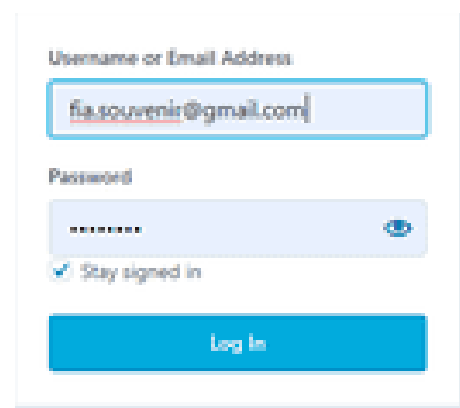 Username or Email Address
fia.souvenir@gmail.com
Password
••••••••
Stay signed in
Log In